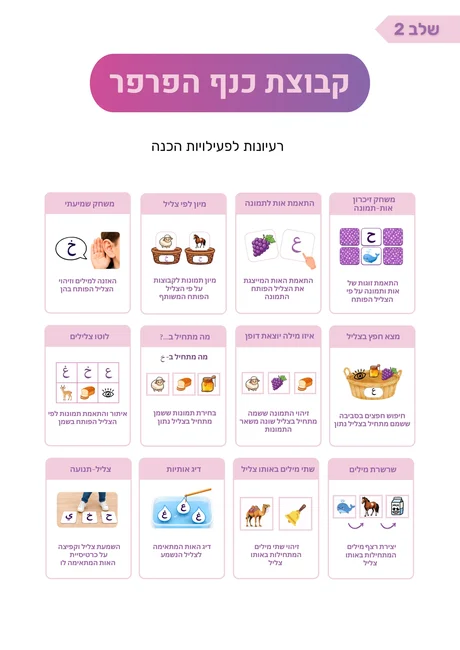 שלב 2
קבוצת כנף הפרפר
רעיונות לפעילויות הכנה
משחק זיכרון
אות-תמונה
ح
התאמת זוגות של
אות ותמונה על פי
הצליל הפותח
התאמת אות לתמונה
ع
התאמת האות המייצגת
את הצליל הפותח
התמונה
מיון לפי צליל
מיון תמונות לקבוצות
על פי הצליל
הפותח המשותף
משחק שמיעתי
خ
האזנה למילים וזיהוי
הצליל הפותח בהן
מצא חפץ בצליל
ع
חיפוש חפצים בסביבה
ששמם מתחיל בצליל נתון
איזו מילה יוצאת דופן
זיהוי התמונה ששמה
מתחיל בצליל שונה משאר
התמונות
מה מתחיל ב...?
מה מתחיל ב- خ
בחירת תמונות ששמן
מתחיל בצליל נתון
לוטו צלילים
غ خ ع
איתור והתאמת תמונות לפי
הצליל הפותח בשמן
שרשרת מילים
יצירת רצף מילים
המתחילות באותו
צליל
שתי מילים באותו צליל
זיהוי שתי מילים
המתחילות באותו
צליל
דיג אותיות
غ ع غ
דיג האות המתאימה
לצליל הנשמע
צליל-תנועה
ي خ ح
השמעת צליל וקפיצה
על כרטיסיית
האות המתאימה לו